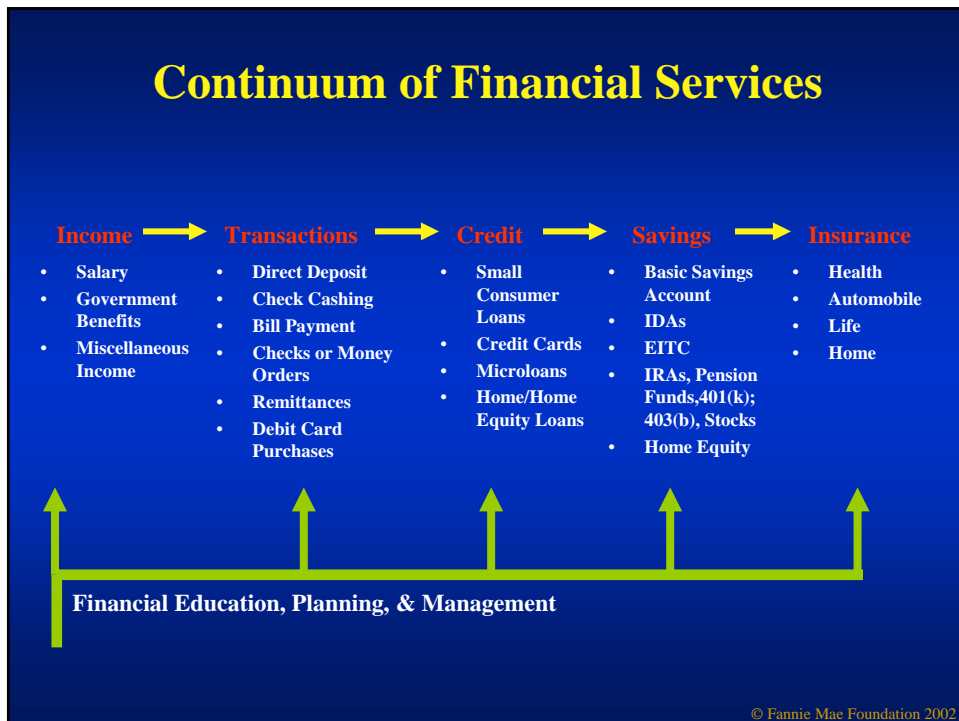 Continuum of Financial Services
Income
• Salary
• Government
Benefits
• Miscellaneous
Income
Transactions
• Direct Deposit
• Check Cashing
• Bill Payment
• Checks or Money
Orders
• Remittances
• Debit Card
Purchases
Credit
• Small
Consumer
Loans
• Credit Cards
• Microloans
• Home/Home
Equity Loans
Savings
• Basic Savings
Account
• IDAs
• EITC
• IRAs, Pension
Funds,401(k);
403(b), Stocks
• Home Equity
Insurance
• Health
• Automobile
• Life
• Home
Financial Education, Planning, & Management
© Fannie Mae Foundation 2002